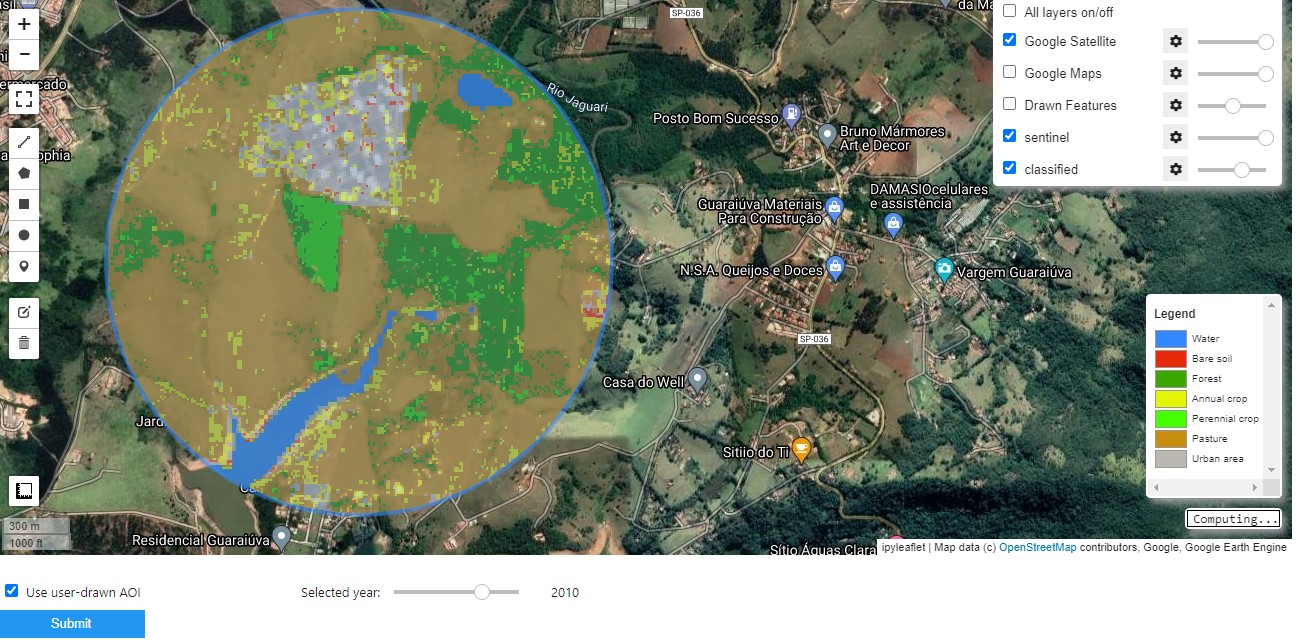 SP-036
da Ma
ermercado
a Sophia
Rio Jaguari
Posto Bom Sucesso
Bruno Mármores
Art e Decor
DAMASIOcelulares
e assistência
Guaraiúva Materiais
Para Construção
N.S.A. Queijos e Doces
Vargem Guaraiúva
SP-036
Casa do Well
Jard
Sitiio do Ti
Ca
Residencial Guaraiúva
Sítio Águas Clara
+
−
300 m
1000 ft
All layers on/off
Google Satellite
Google Maps
Drawn Features
sentinel
classified
Legend
Water
Bare soil
Forest
Annual crop
Perennial crop
Pasture
Urban area
Computing...
ipyleaflet | Map data (c) OpenStreetMap contributors, Google, Google Earth Engine
Use user-drawn AOI
Selected year:
2010
Submit